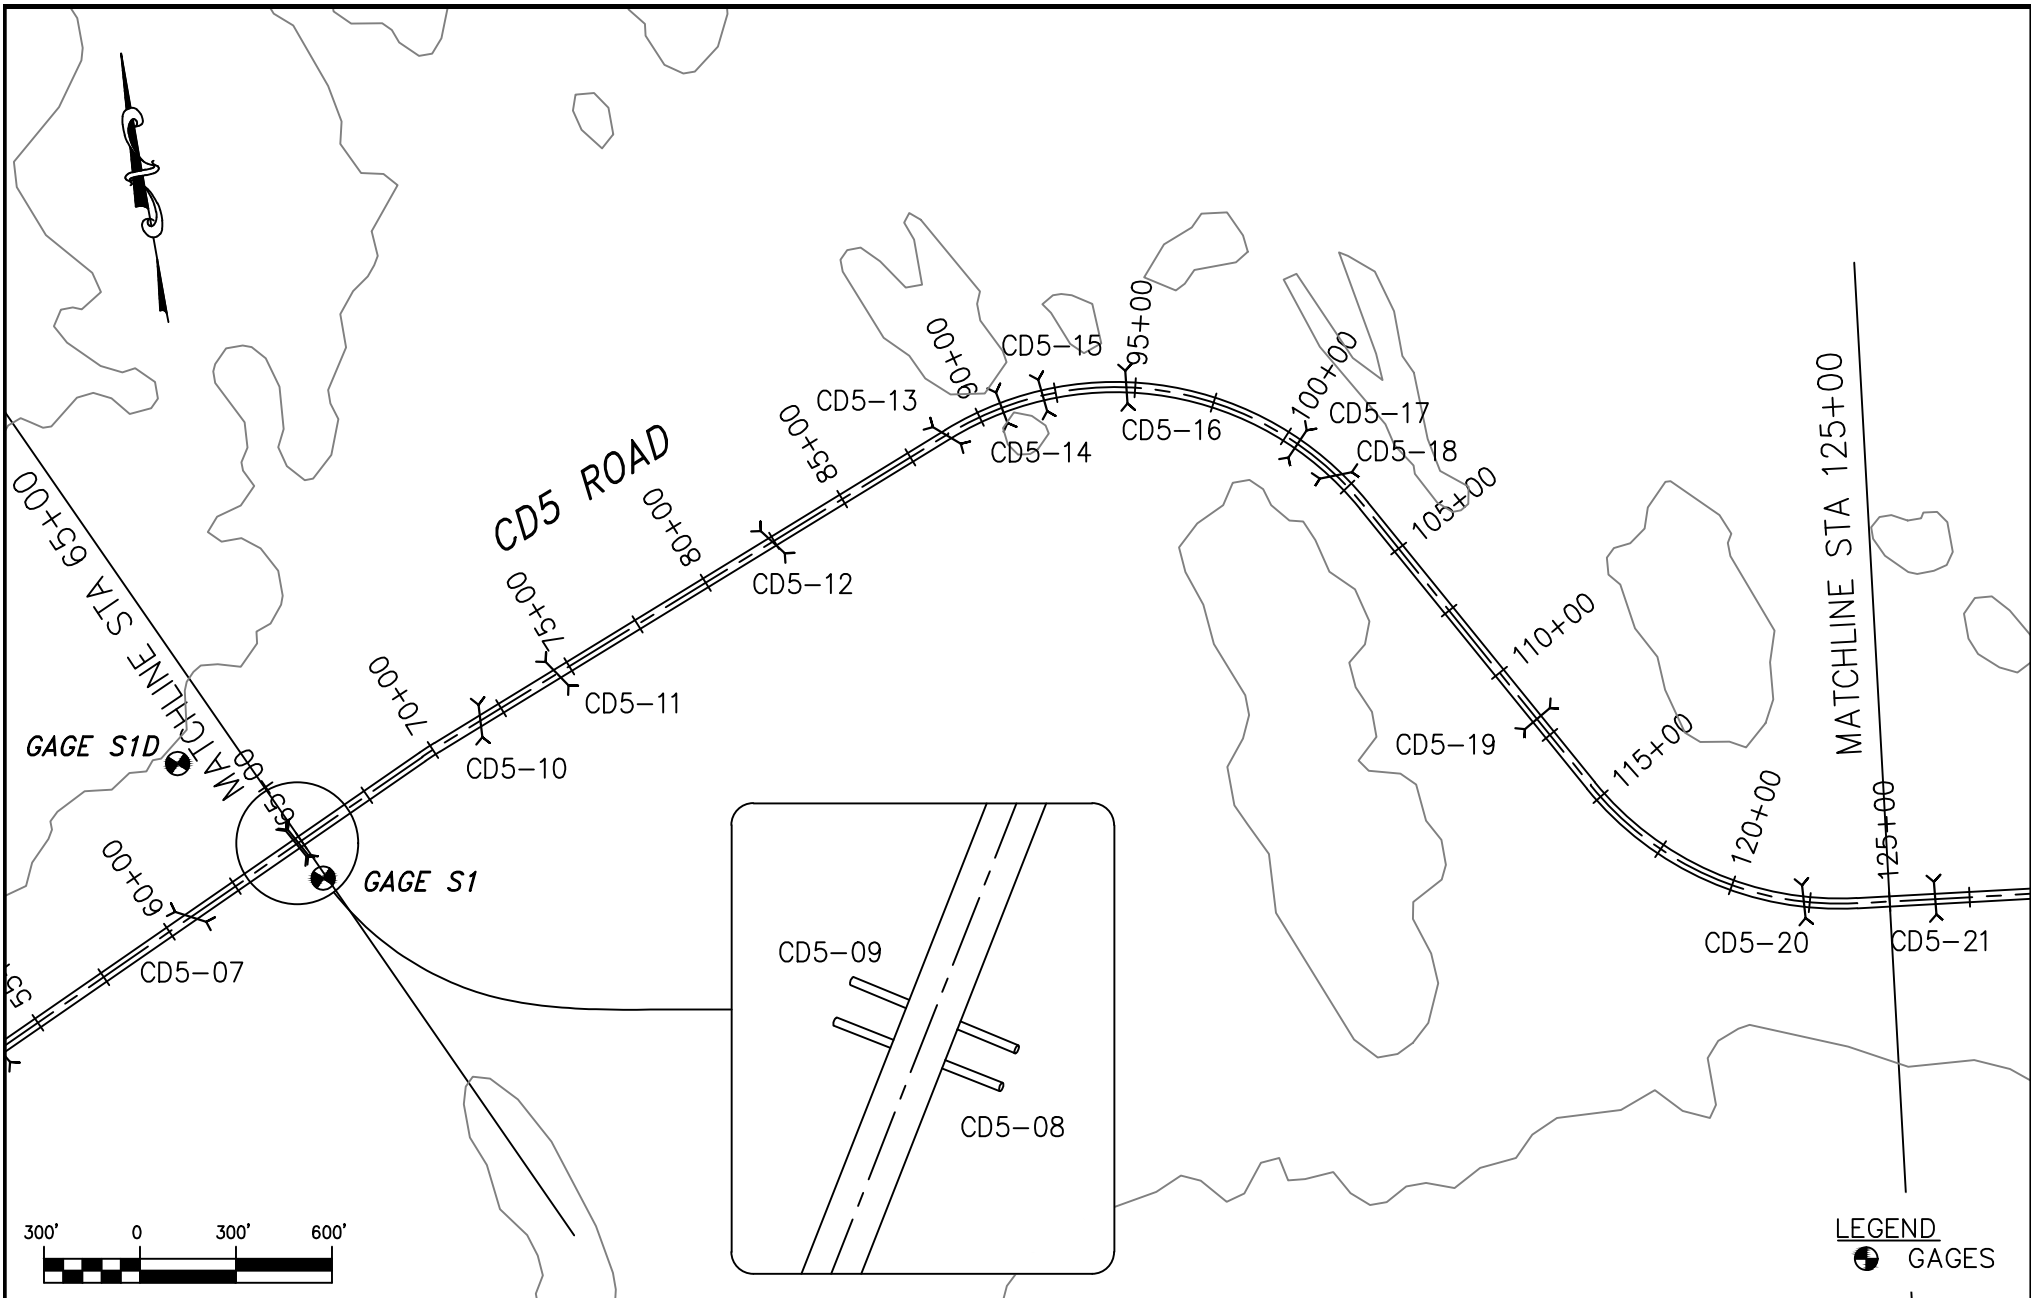 CD5 ROAD
MATCHLINE STA 65+00
MATCHLINE STA 125+00
60+00
65+00
70+00
75+00
80+00
85+00
90+00
95+00
100+00
105+00
110+00
115+00
120+00
125+00
CD5-07
CD5-10
CD5-11
CD5-12
CD5-13
CD5-14
CD5-15
CD5-16
CD5-17
CD5-18
CD5-19
CD5-20
CD5-21
GAGE S1D
GAGE S1
CD5-09
CD5-08
300' 0 300' 600'
LEGEND
GAGES